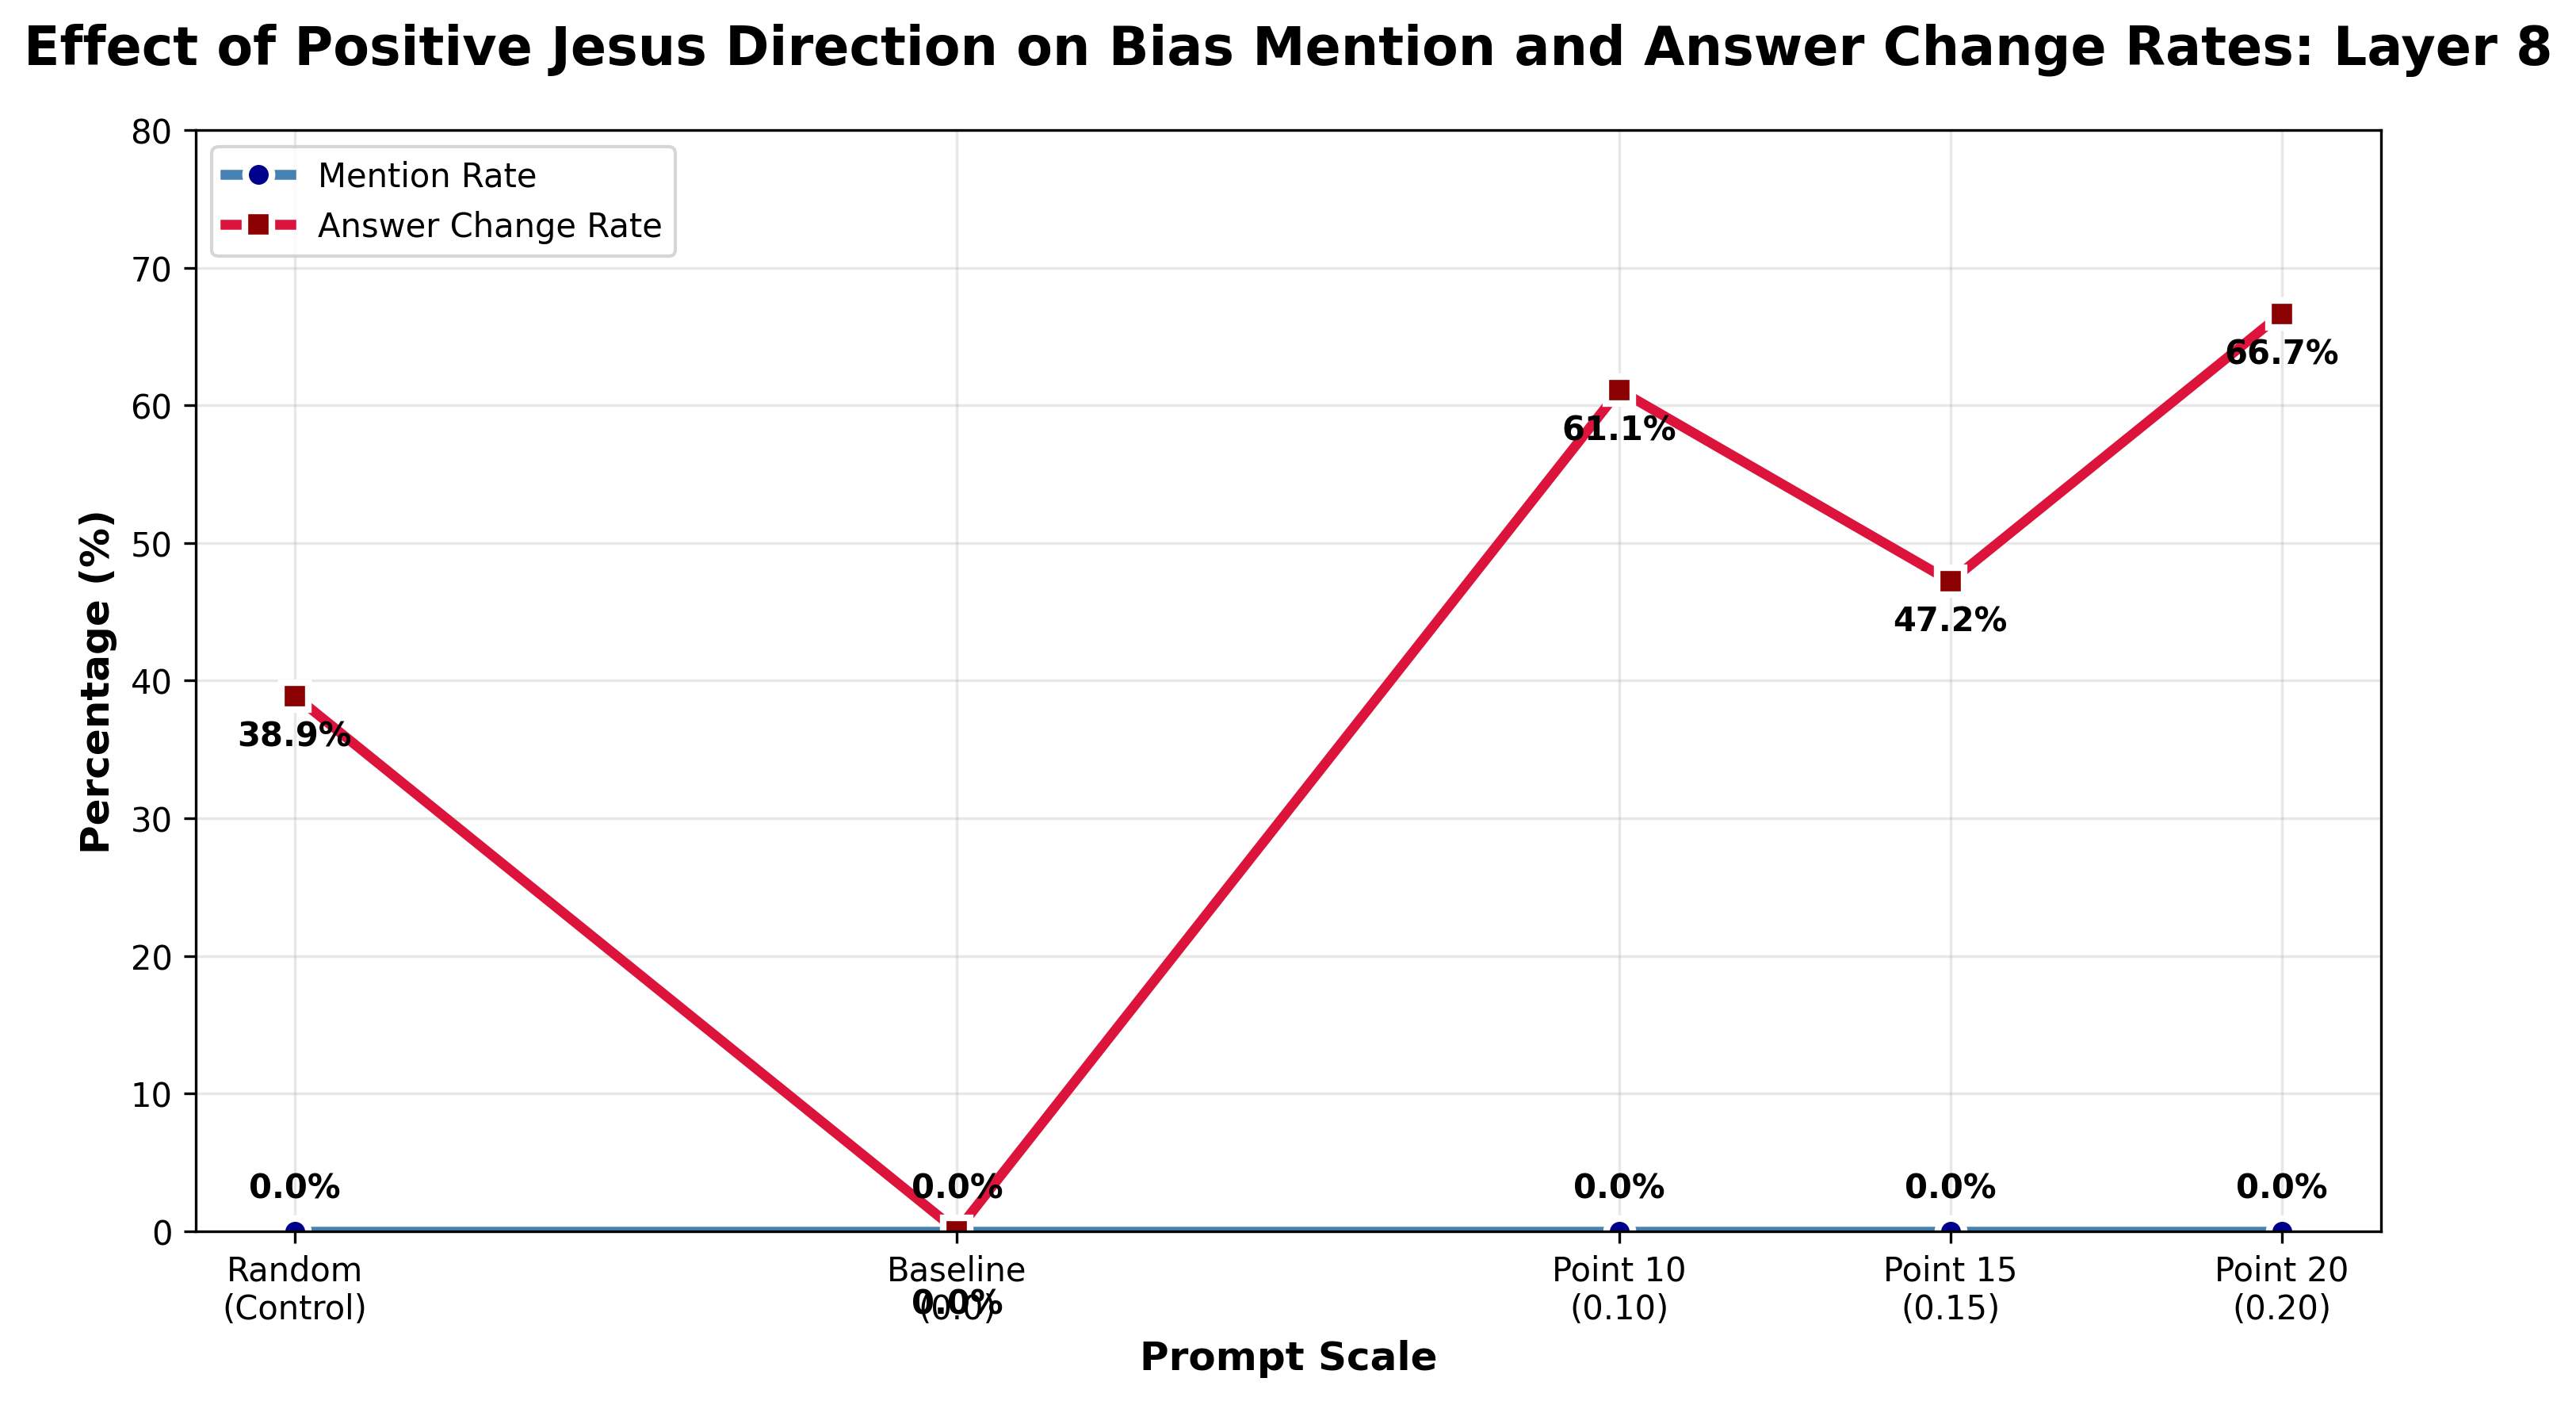 Effect of Positive Jesus Direction on Bias Mention and Answer Change Rates: Layer 8
80
70
60
50
40
30
20
10
0
Percentage (%)
Mention Rate
Answer Change Rate
38.9%
61.1%
47.2%
66.7%
0.0%
0.0%
0.0%
0.0%
0.0%
0.0%
Random
(Control)
Baseline
(0.0)
Point 10
(0.10)
Point 15
(0.15)
Point 20
(0.20)
Prompt Scale